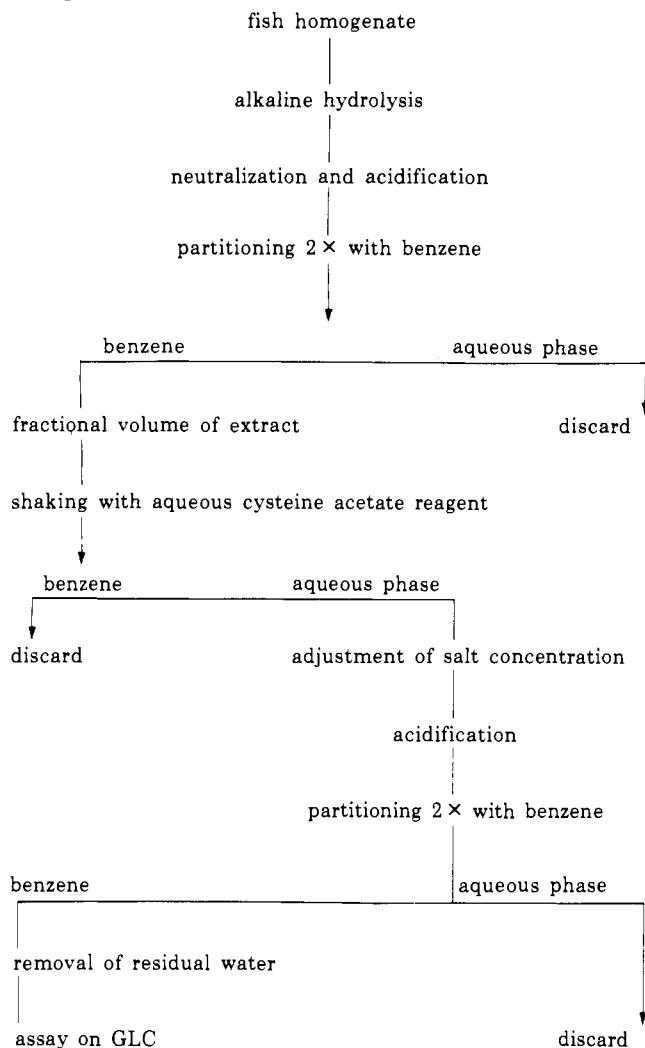 fish homogenate
alkaline hydrolysis
neutralization and acidification
partitioning 2 × with benzene
benzene aqueous phase
fractional volume of extract discard
shaking with aqueous cysteine acetate reagent
benzene aqueous phase
discard adjustment of salt concentration
acidification
partitioning 2 × with benzene
benzene aqueous phase
removal of residual water
assay on GLC discard